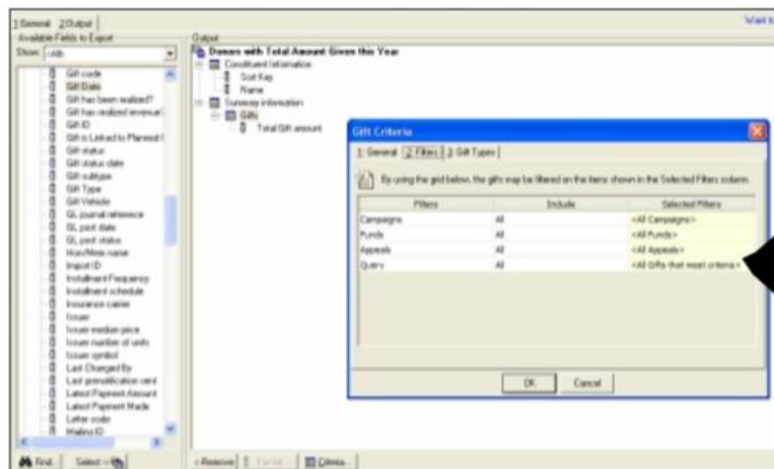 1 General 2 Output
Want to
Available Fields to Export
Show: <All>
Gift code
Gift Date
Gift has been realized?
Gift has realized revenue?
Gift ID
Gift is Linked to Planned
Gift status
Gift status date
Gift subtype
Gift Type
Gift Vehicle
GL journal reference
GL post date
GL post status
Hon/Mem name
Import ID
Installment Frequency
Installment schedule
Insurance carrier
Issuer
Issuer median price
Issuer number of units
Issuer symbol
Last Changed By
Last prenotification sent
Latest Payment Amount
Latest Payment Made
Letter code
Mailing ID
Find...
Select -->
Output
Donors with Total Amount Given this Year
Constituent Information
Sort Key
Name
Summary information
Gifts
Total Gift amount
<-Remove
Format...
Criteria...
Gift Criteria
1 General 2 Filters 3 Gift Types
By using the grid below, the gifts may be filtered on the items shown in the Selected Filters column.
Filters Include Selected Filters
Campaigns All <All Campaigns>
Funds All <All Funds>
Appeals All <All Appeals>
Query All <All Gifts that meet criteria>
OK Cancel